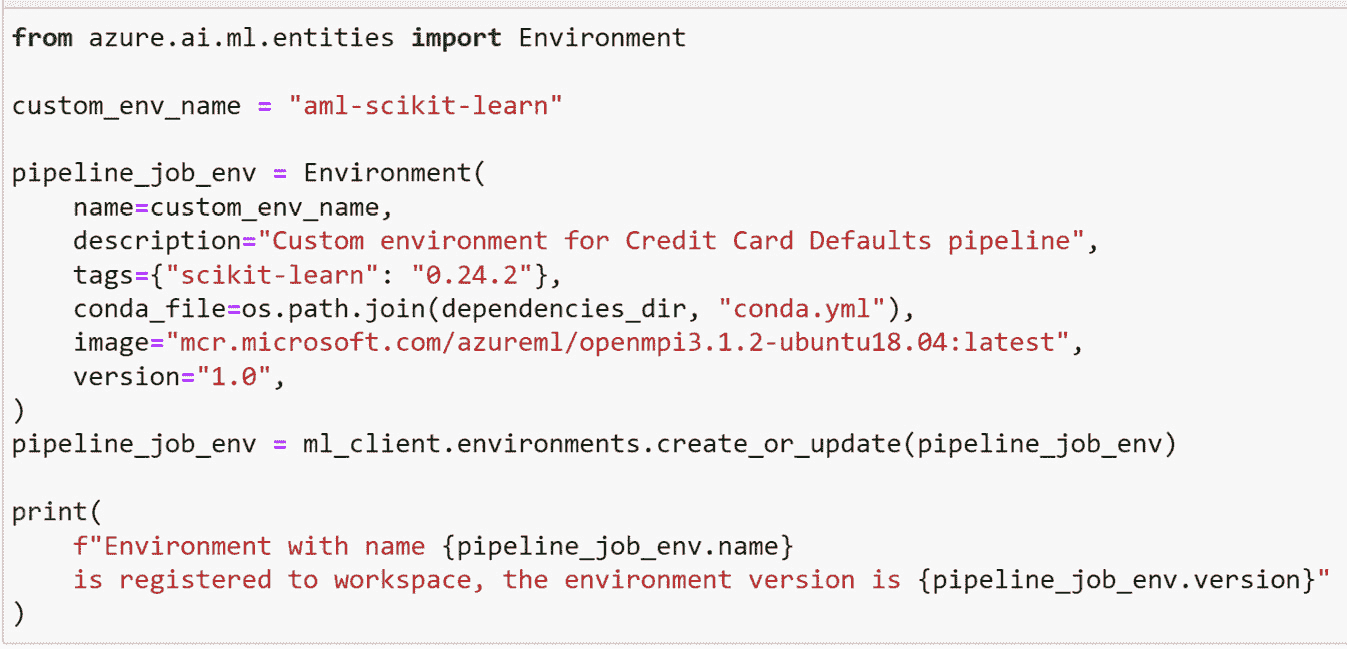 from azure.ai.ml.entities import Environment
custom_env_name = "aml-scikit-learn"
pipeline_job_env = Environment(
    name=custom_env_name,
    description="Custom environment for Credit Card Defaults pipeline",
    tags={"scikit-learn": "0.24.2"},
    conda_file=os.path.join(dependencies_dir, "conda.yml"),
    image="mcr.microsoft.com/azureml/openmpi3.1.2-ubuntu18.04:latest",
    version="1.0",
)
pipeline_job_env = ml_client.environments.create_or_update(pipeline_job_env)
print(
    f"Environment with name {pipeline_job_env.name}
    is registered to workspace, the environment version is {pipeline_job_env.version}"
)